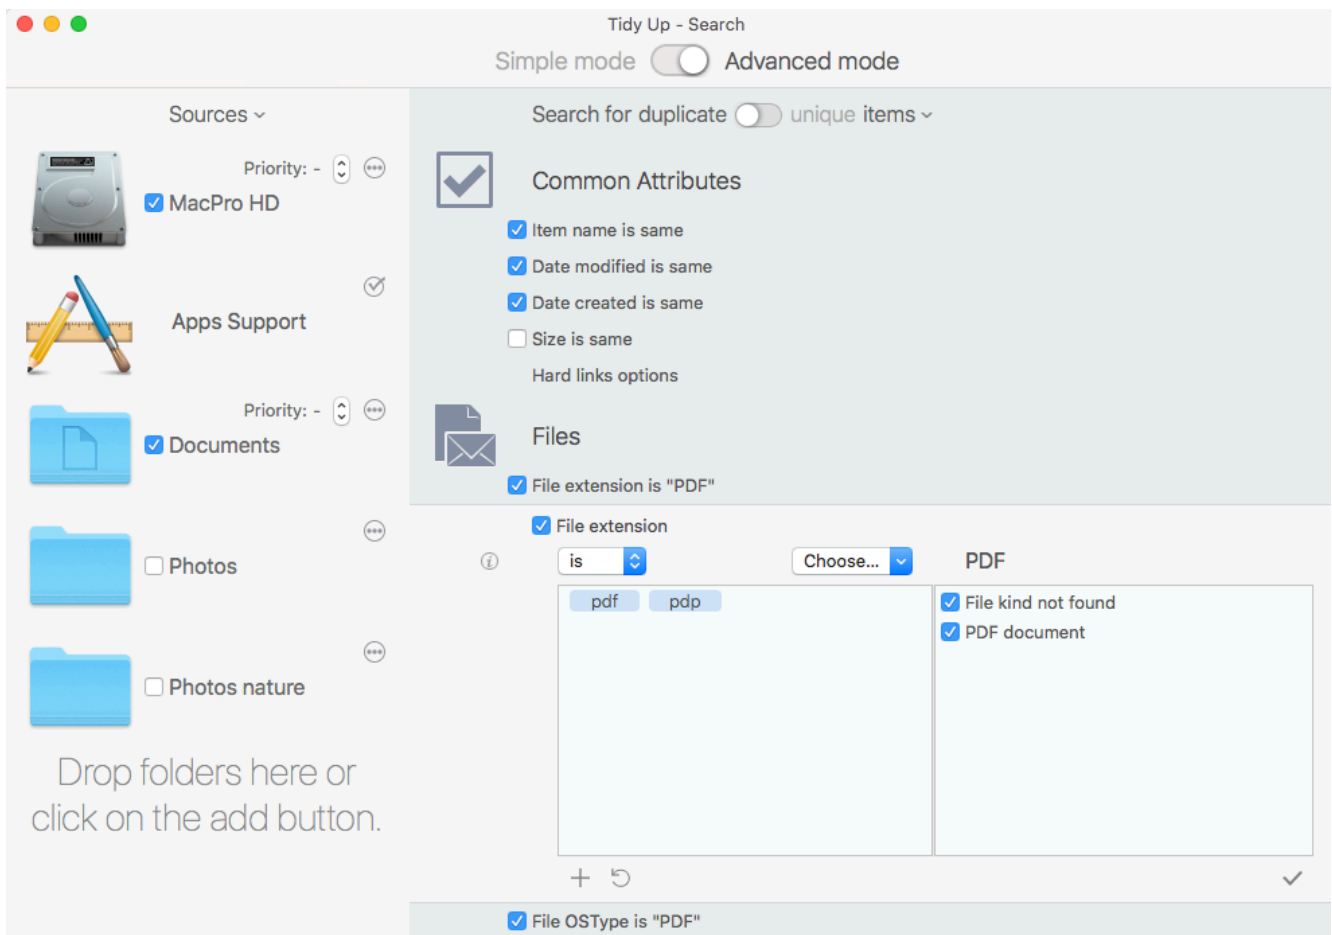 Tidy Up - Search
Simple mode Advanced mode
Sources
Priority: -
MacPro HD
Apps Support
Priority: -
Documents
Photos
Photos nature
Drop folders here or
click on the add button.
Search for duplicate unique items
Common Attributes
Item name is same
Date modified is same
Date created is same
Size is same
Hard links options
Files
File extension is "PDF"
File extension
is Choose... PDF
pdf pdp
File kind not found
PDF document
File OSType is "PDF"